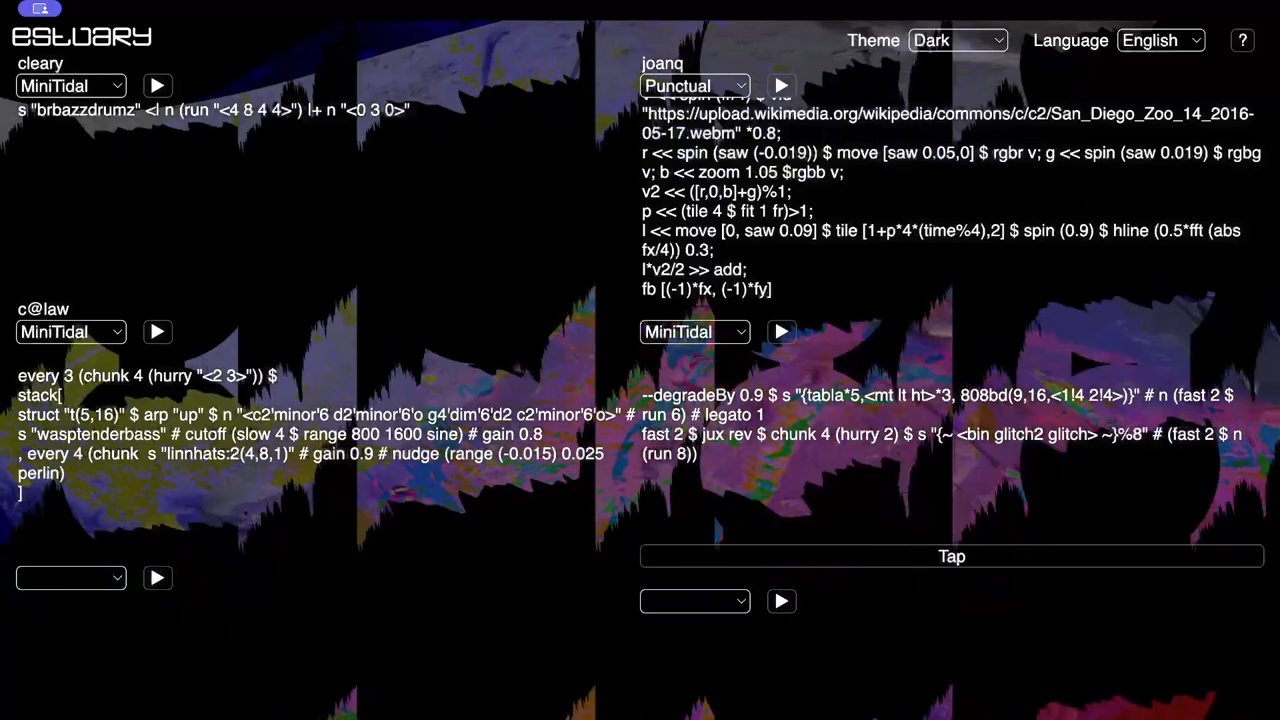 estuary
Theme Dark Language English ?
cleary
MiniTidal
s "brbazzdrumz" <| n (run "<4 8 4 4>") |+ n "<0 3 0>"
joanq
Punctual
"https://upload.wikimedia.org/wikipedia/commons/c/c2/San_Diego_Zoo_14_2016-
05-17.webm" *0.8;
r << spin (saw (-0.019)) $ move [saw 0.05,0] $ rgbr v; g << spin (saw 0.019) $ rgbg
v; b << zoom 1.05 $rgbb v;
v2 << ([r,0,b]+g)%1;
p << (tile 4 $ fit 1 fr)>1;
l << move [0, saw 0.09] $ tile [1+p*4*(time%4),2] $ spin (0.9) $ hline (0.5*fft (abs
fx/4)) 0.3;
l*v2/2 >> add;
fb [(-1)*fx, (-1)*fy]
c@law
MiniTidal
every 3 (chunk 4 (hurry "<2 3>")) $
stack[
struct "t(5,16)" $ arp "up" $ n "<c2'minor'6 d2'minor'6'o g4'dim'6'd2 c2'minor'6'o>" #
s "wasptenderbass" # cutoff (slow 4 $ range 800 1600 sine) # gain 0.8
, every 4 (chunk  s "linnhats:2(4,8,1)" # gain 0.9 # nudge (range (-0.015) 0.025
perlin)
]
MiniTidal
--degradeBy 0.9 $ s "{tabla*5,<mt lt ht>*3, 808bd(9,16,<1!4 2!4>)}" # n (fast 2 $
run 6) # legato 1
fast 2 $ jux rev $ chunk 4 (hurry 2) $ s "{~ <bin glitch2 glitch> ~}%8" # (fast 2 $ n
(run 8))
Tap